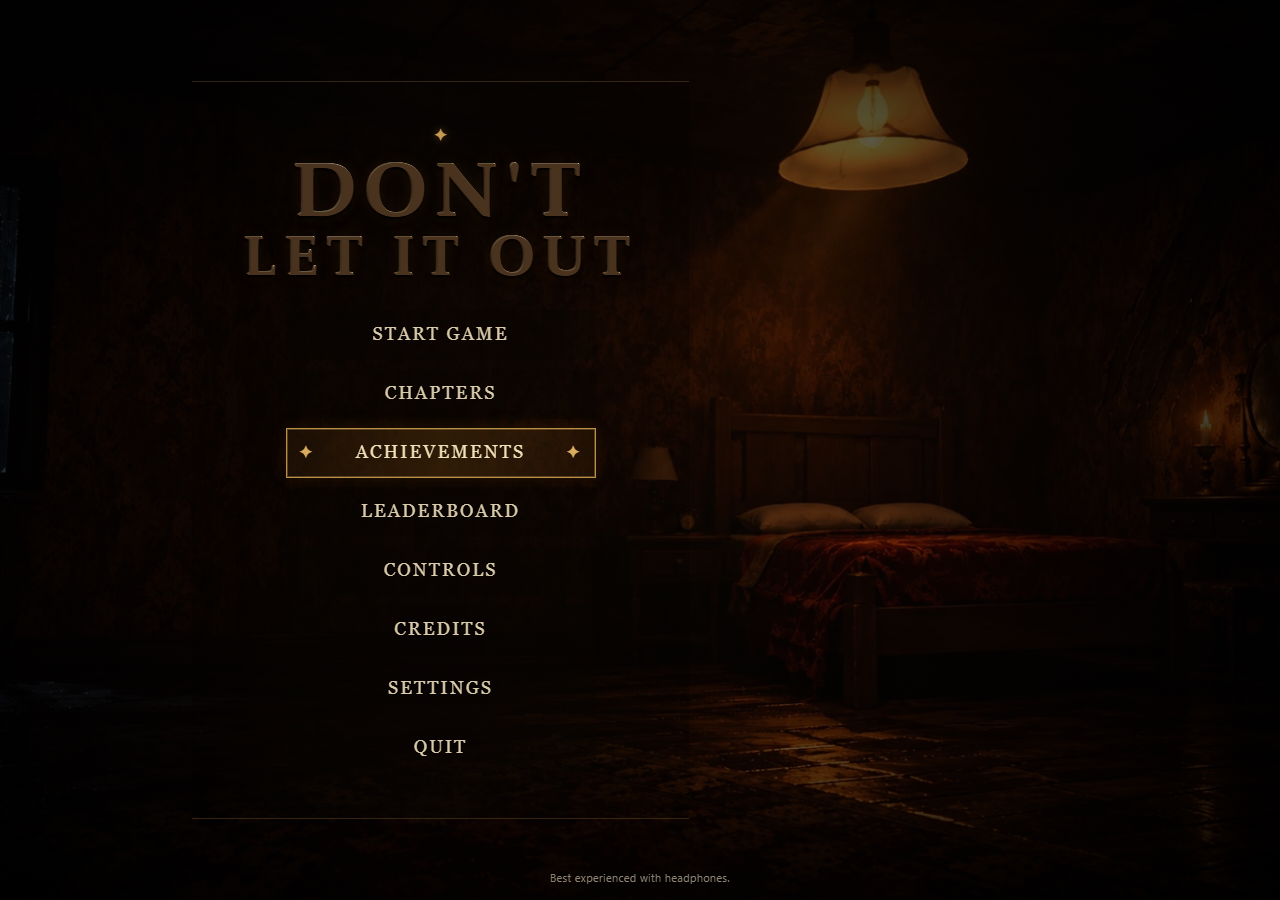 DON'T
LET IT OUT
START GAME
CHAPTERS
ACHIEVEMENTS
LEADERBOARD
CONTROLS
CREDITS
SETTINGS
QUIT
Best experienced with headphones.